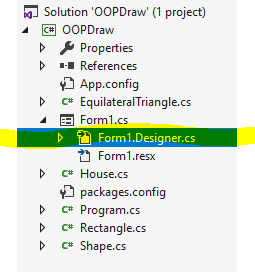 Solution 'OOPDraw' (1 project)
OOPDraw
Properties
References
App.config
C# EquilateralTriangle.cs
Form1.cs
Form1.Designer.cs
Form1.resx
C# House.cs
packages.config
C# Program.cs
C# Rectangle.cs
C# Shape.cs